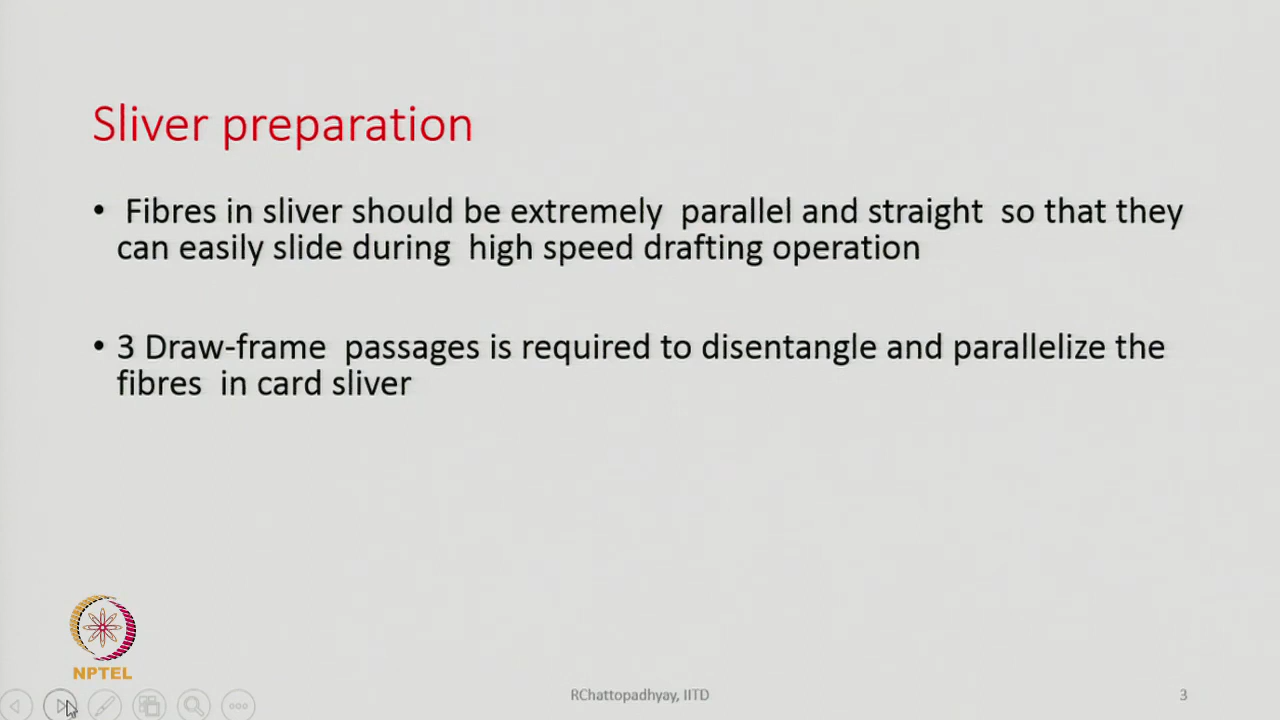 Sliver preparation
• Fibres in sliver should be extremely parallel and straight so that they
can easily slide during high speed drafting operation
• 3 Draw-frame passages is required to disentangle and parallelize the
fibres in card sliver
NPTEL
RChattopadhyay, IITD
3